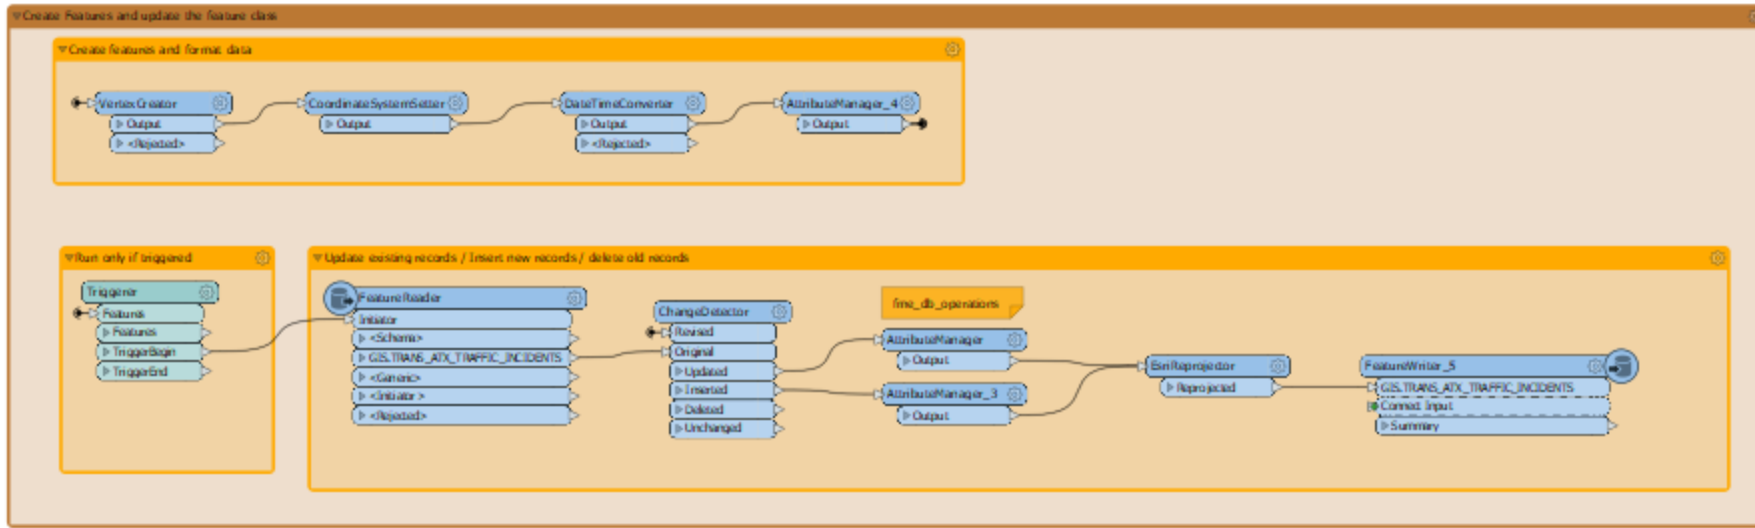 Create Features and update the feature class
Create features and format data
VertexCreator
Output
<Rejected>
CoordinateSystemSetter
Output
DateTimeConverter
Output
<Rejected>
AttributeManager_4
Output
Run only if triggered
Triggerer
Features
Features
TriggerBegin
TriggerEnd
Update existing records / Insert new records / delete old records
FeatureReader
Initiator
<Schema>
GIS.TRANS_ATX_TRAFFIC_INCIDENTS
<Generic>
<Initiator>
<Rejected>
ChangeDetector
Revised
Original
Updated
Inserted
Deleted
Unchanged
fme_db_operations
AttributeManager
Output
AttributeManager_3
Output
EsriReprojector
Reprojected
FeatureWriter_5
GIS.TRANS_ATX_TRAFFIC_INCIDENTS
Connect Input
Summary